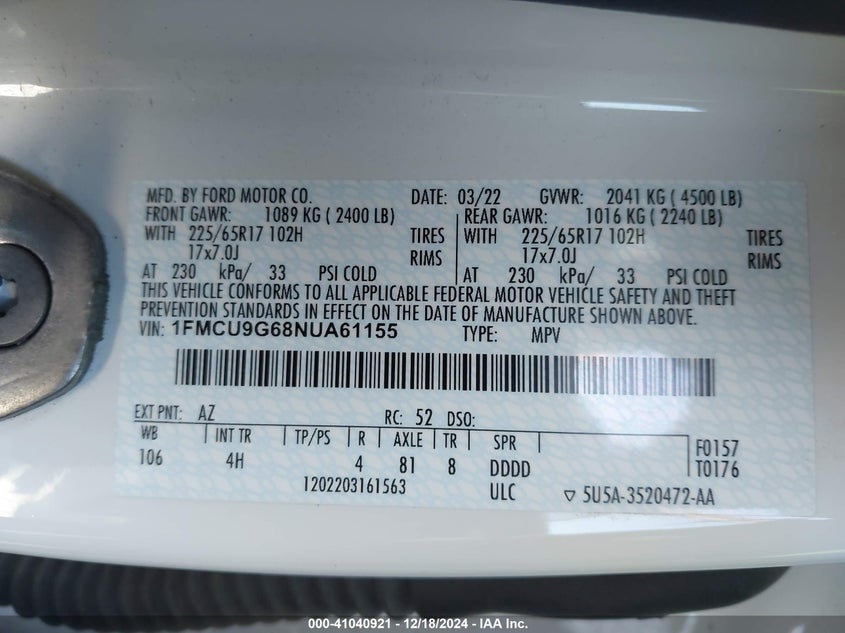 MFD. BY FORD MOTOR CO. DATE: 03/22 GVWR: 2041 KG ( 4500 LB)
FRONT GAWR: 1089 KG ( 2400 LB) REAR GAWR: 1016 KG ( 2240 LB)
WITH 225/65R17 102H TIRES WITH 225/65R17 102H TIRES
17x7.0J RIMS 17x7.0J RIMS
AT 230 kPa/ 33 PSI COLD AT 230 kPa/ 33 PSI COLD
THIS VEHICLE CONFORMS TO ALL APPLICABLE FEDERAL MOTOR VEHICLE SAFETY AND THEFT
PREVENTION STANDARDS IN EFFECT ON THE DATE OF MANUFACTURE SHOWN ABOVE.
VIN: 1FMCU9G68NUA61155 TYPE: MPV
EXT PNT: AZ RC: 52 DSO:
WB INT TR TP/PS R AXLE TR SPR F0157
106 4H 4 81 8 DDDD T0176
1202203161563 ULC ▽ 5U5A-3520472-AA
000-41040921 - 12/18/2024 - IAA Inc.